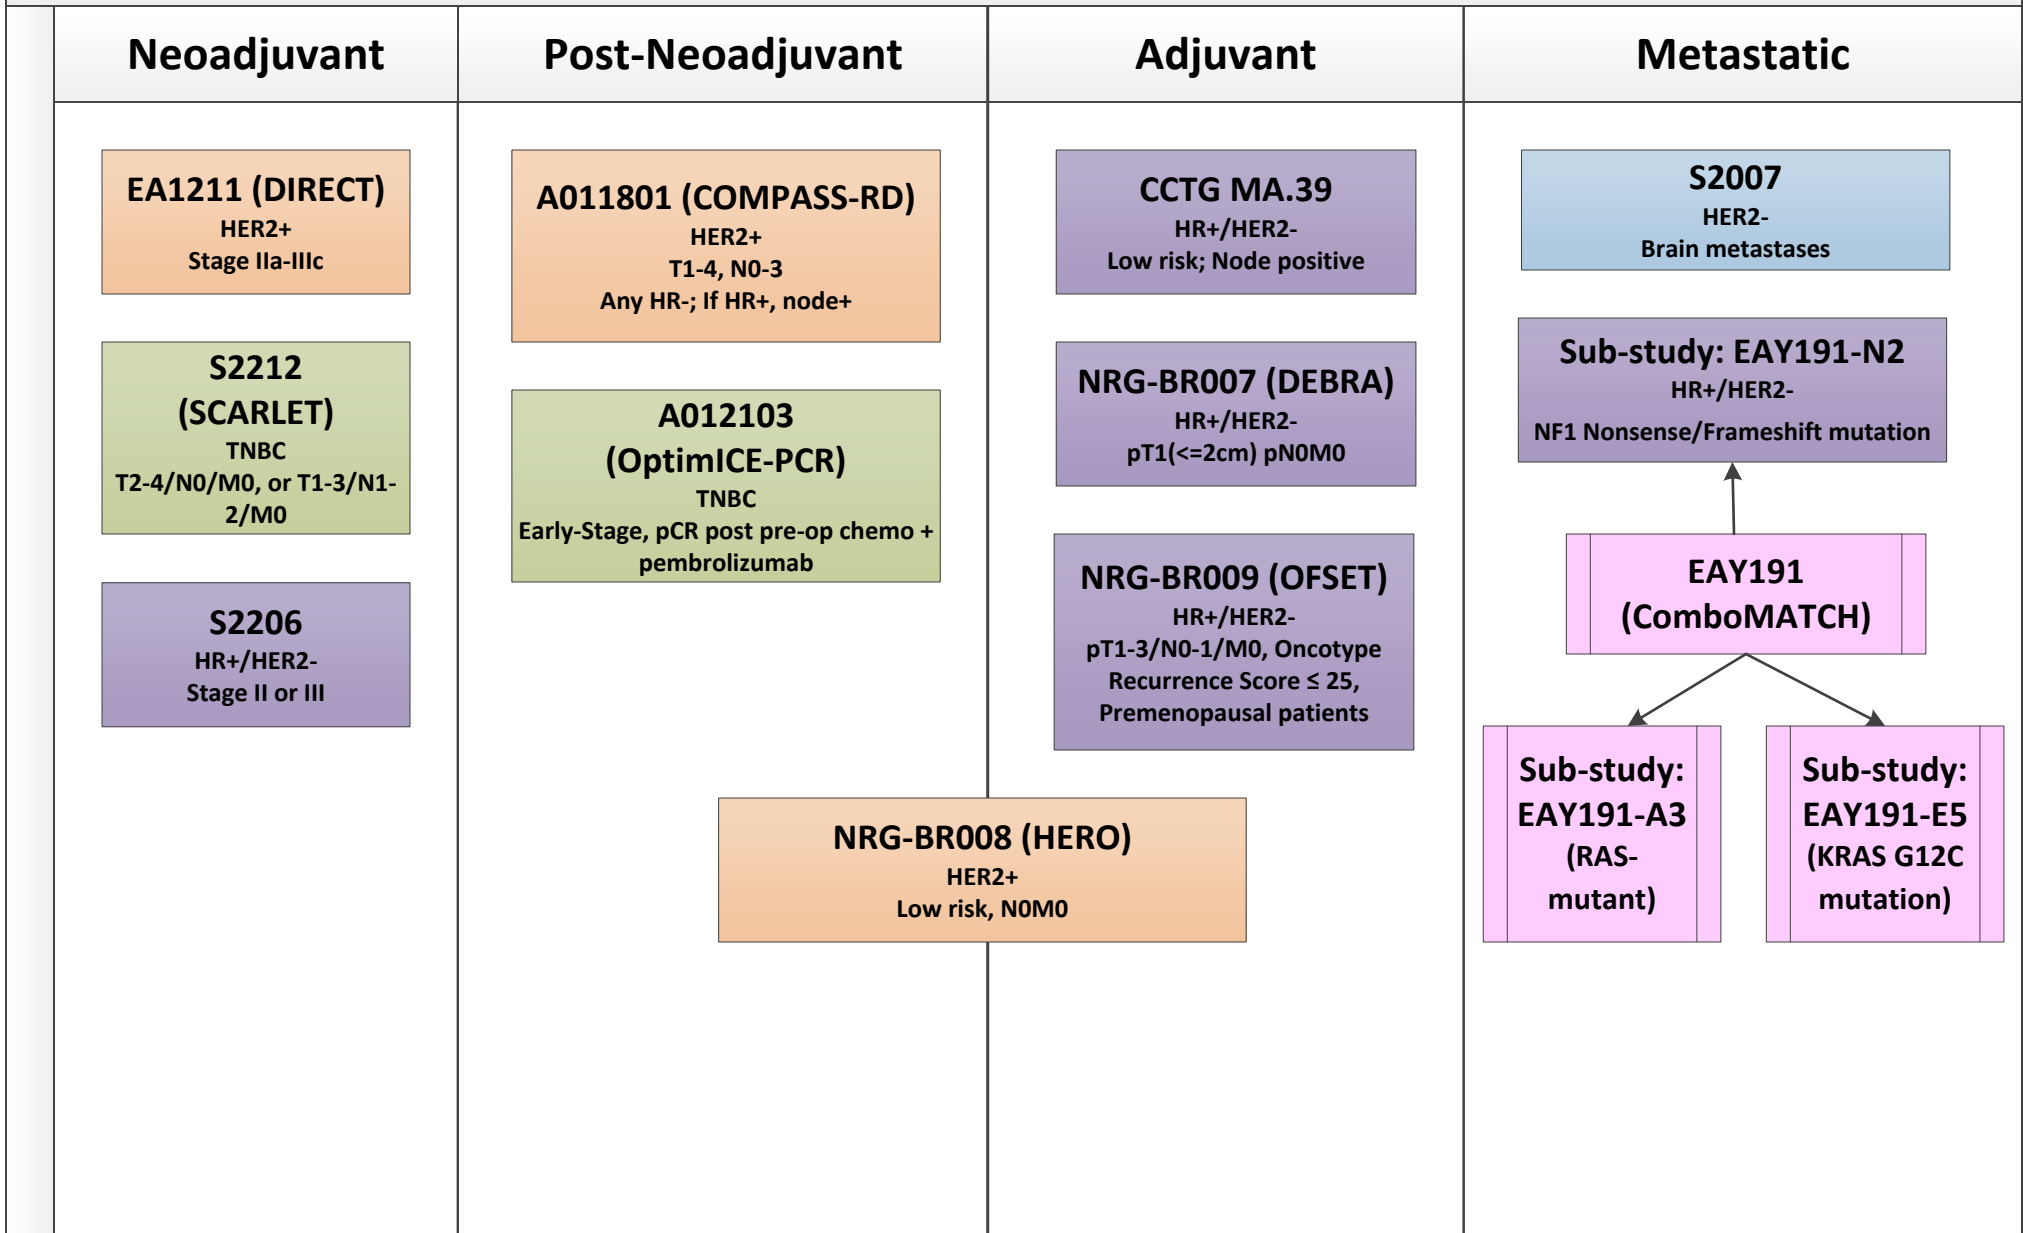 Neoadjuvant
Post-Neoadjuvant
Adjuvant
Metastatic
EA1211 (DIRECT)
HER2+
Stage IIa-IIIc
S2212
(SCARLET)
TNBC
T2-4/N0/M0, or T1-3/N1-
2/M0
S2206
HR+/HER2-
Stage II or III
A011801 (COMPASS-RD)
HER2+
T1-4, N0-3
Any HR-; If HR+, node+
A012103
(OptimICE-PCR)
TNBC
Early-Stage, pCR post pre-op chemo +
pembrolizumab
NRG-BR008 (HERO)
HER2+
Low risk, N0M0
CCTG MA.39
HR+/HER2-
Low risk; Node positive
NRG-BR007 (DEBRA)
HR+/HER2-
pT1(<=2cm) pN0M0
NRG-BR009 (OFSET)
HR+/HER2-
pT1-3/N0-1/M0, Oncotype
Recurrence Score ≤ 25,
Premenopausal patients
S2007
HER2-
Brain metastases
Sub-study: EAY191-N2
HR+/HER2-
NF1 Nonsense/Frameshift mutation
EAY191
(ComboMATCH)
Sub-study:
EAY191-A3
(RAS-
mutant)
Sub-study:
EAY191-E5
(KRAS G12C
mutation)